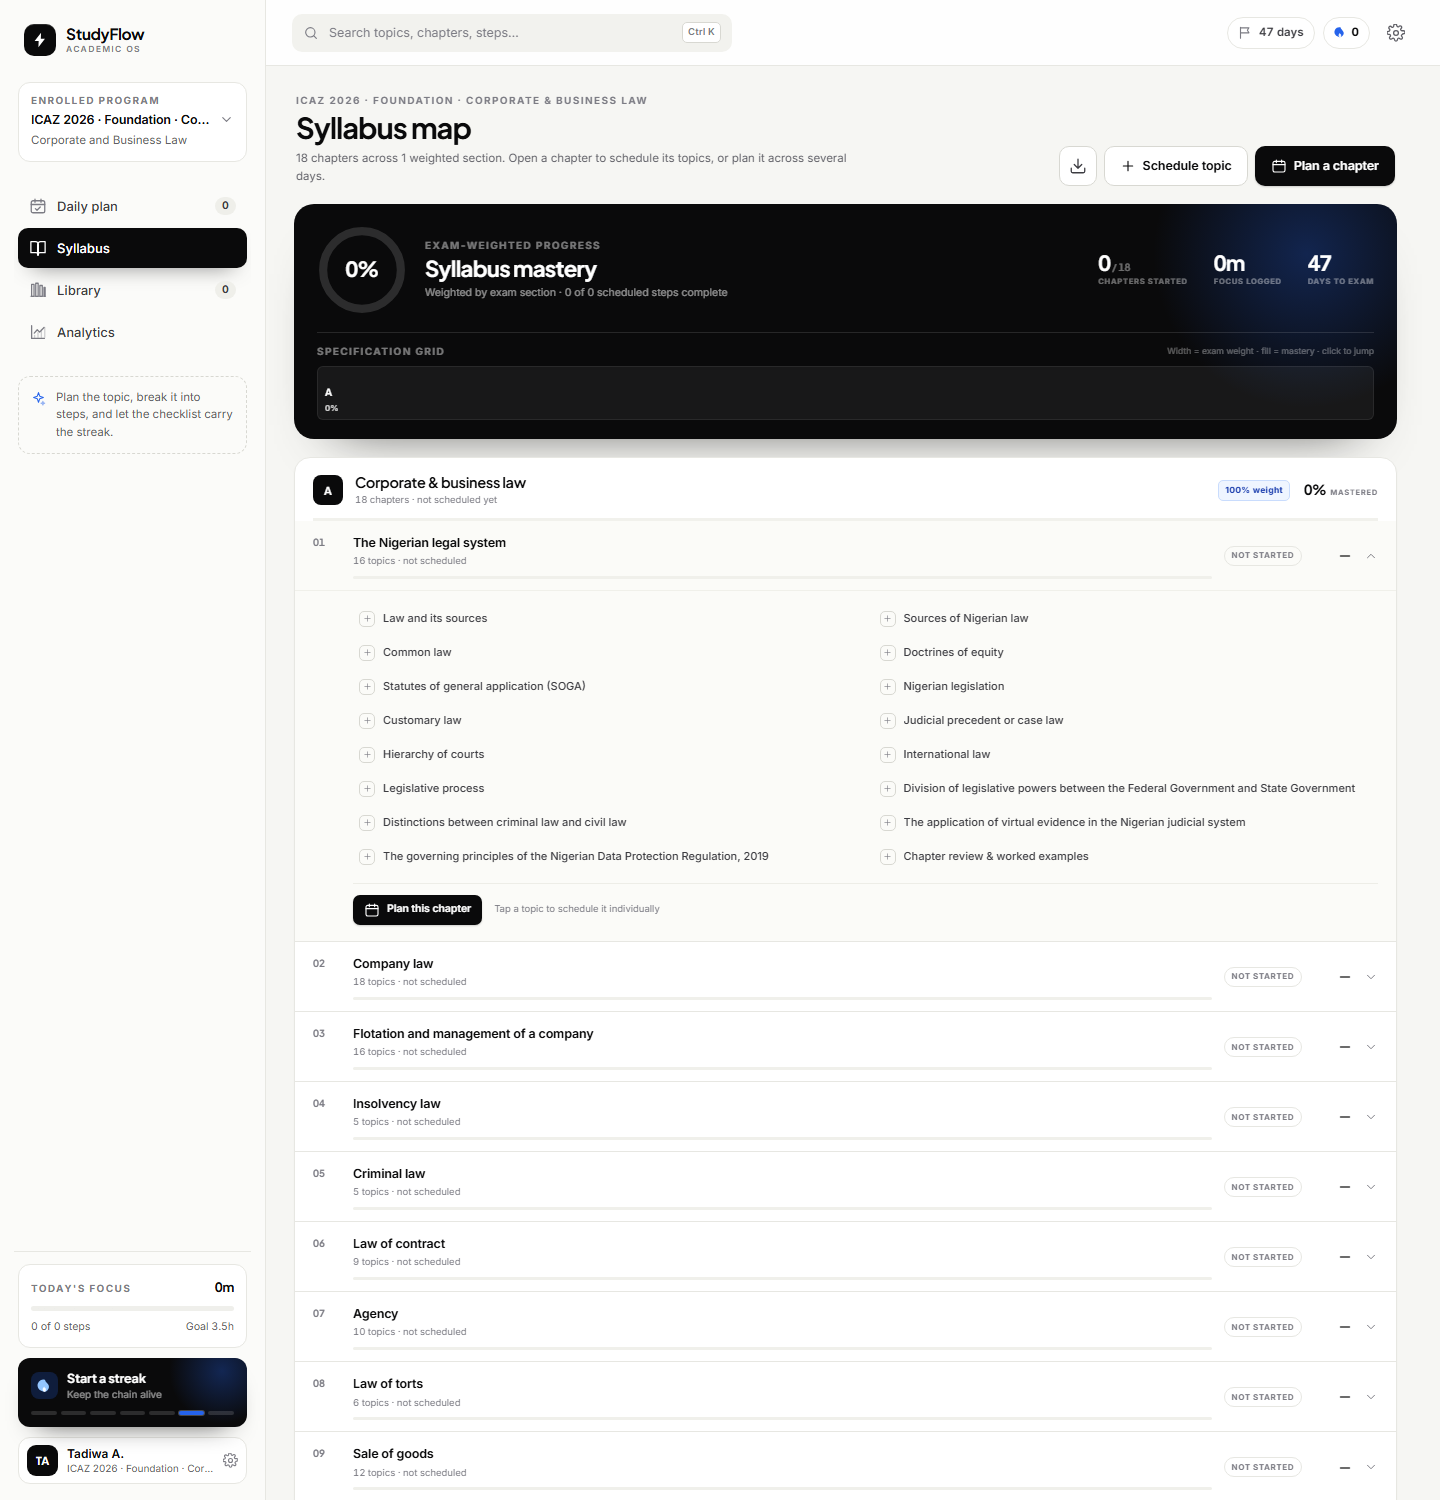 StudyFlow
ACADEMIC OS
ENROLLED PROGRAM
ICAZ 2026 · Foundation · Co...
Corporate and Business Law
Daily plan 0
Syllabus
Library 0
Analytics
Plan the topic, break it into
steps, and let the checklist carry
the streak.
TODAY'S FOCUS 0m
0 of 0 steps Goal 3.5h
Start a streak
Keep the chain alive
TA
Tadiwa A.
ICAZ 2026 · Foundation · Cor...
Search topics, chapters, steps... Ctrl K
47 days
0
ICAZ 2026 · FOUNDATION · CORPORATE & BUSINESS LAW
Syllabus map
18 chapters across 1 weighted section. Open a chapter to schedule its topics, or plan it across several
days.
Schedule topic
Plan a chapter
0%
EXAM-WEIGHTED PROGRESS
Syllabus mastery
Weighted by exam section · 0 of 0 scheduled steps complete
0/18
CHAPTERS STARTED
0m
FOCUS LOGGED
47
DAYS TO EXAM
SPECIFICATION GRID
Width = exam weight · fill = mastery · click to jump
A
0%
A
Corporate & business law
18 chapters · not scheduled yet
100% weight
0% MASTERED
01
The Nigerian legal system
16 topics · not scheduled
NOT STARTED
Law and its sources
Sources of Nigerian law
Common law
Doctrines of equity
Statutes of general application (SOGA)
Nigerian legislation
Customary law
Judicial precedent or case law
Hierarchy of courts
International law
Legislative process
Division of legislative powers between the Federal Government and State Government
Distinctions between criminal law and civil law
The application of virtual evidence in the Nigerian judicial system
The governing principles of the Nigerian Data Protection Regulation, 2019
Chapter review & worked examples
Plan this chapter
Tap a topic to schedule it individually
02
Company law
18 topics · not scheduled
NOT STARTED
03
Flotation and management of a company
16 topics · not scheduled
NOT STARTED
04
Insolvency law
5 topics · not scheduled
NOT STARTED
05
Criminal law
5 topics · not scheduled
NOT STARTED
06
Law of contract
9 topics · not scheduled
NOT STARTED
07
Agency
10 topics · not scheduled
NOT STARTED
08
Law of torts
6 topics · not scheduled
NOT STARTED
09
Sale of goods
12 topics · not scheduled
NOT STARTED